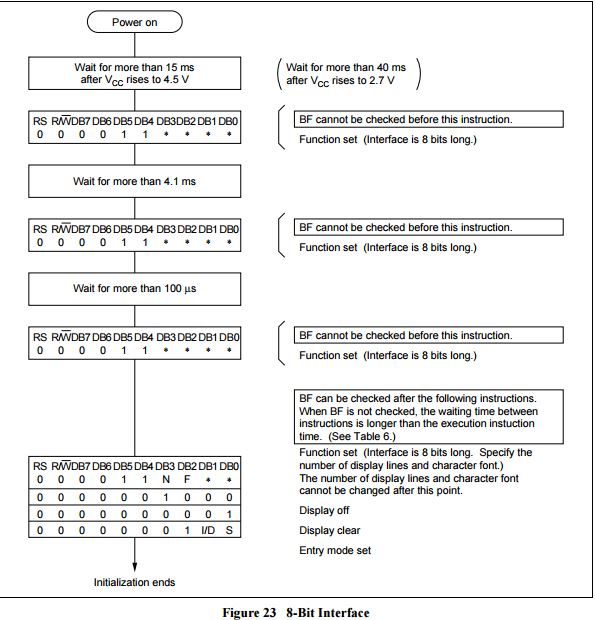 Power on
Wait for more than 15 ms
after VCC rises to 4.5 V
Wait for more than 40 ms
after VCC rises to 2.7 V
RS R/W DB7 DB6 DB5 DB4 DB3 DB2 DB1 DB0
0 0 0 0 1 1 * * * *
BF cannot be checked before this instruction.
Function set (Interface is 8 bits long.)
Wait for more than 4.1 ms
RS R/W DB7 DB6 DB5 DB4 DB3 DB2 DB1 DB0
0 0 0 0 1 1 * * * *
BF cannot be checked before this instruction.
Function set (Interface is 8 bits long.)
Wait for more than 100 μs
RS R/W DB7 DB6 DB5 DB4 DB3 DB2 DB1 DB0
0 0 0 0 1 1 * * * *
BF cannot be checked before this instruction.
Function set (Interface is 8 bits long.)
BF can be checked after the following instructions.
When BF is not checked, the waiting time between
instructions is longer than the execution instuction
time. (See Table 6.)
RS R/W DB7 DB6 DB5 DB4 DB3 DB2 DB1 DB0
0 0 0 0 1 1 N F * *
0 0 0 0 0 0 1 0 0 0
0 0 0 0 0 0 0 0 0 1
0 0 0 0 0 0 0 1 I/D S
Function set (Interface is 8 bits long. Specify the
number of display lines and character font.)
The number of display lines and character font
cannot be changed after this point.
Display off
Display clear
Entry mode set
Initialization ends
Figure 23 8-Bit Interface